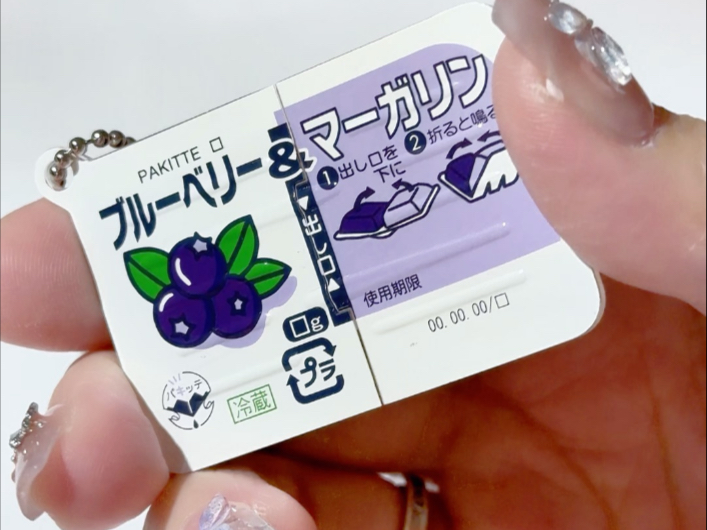 PAKITTE □
ブルーベリー&
マーガリン
❶出し口を
下に
❷折ると鳴る
▼出し口▲
使用期限
00.00.00/□
□g
プラ
パキッテ
冷蔵